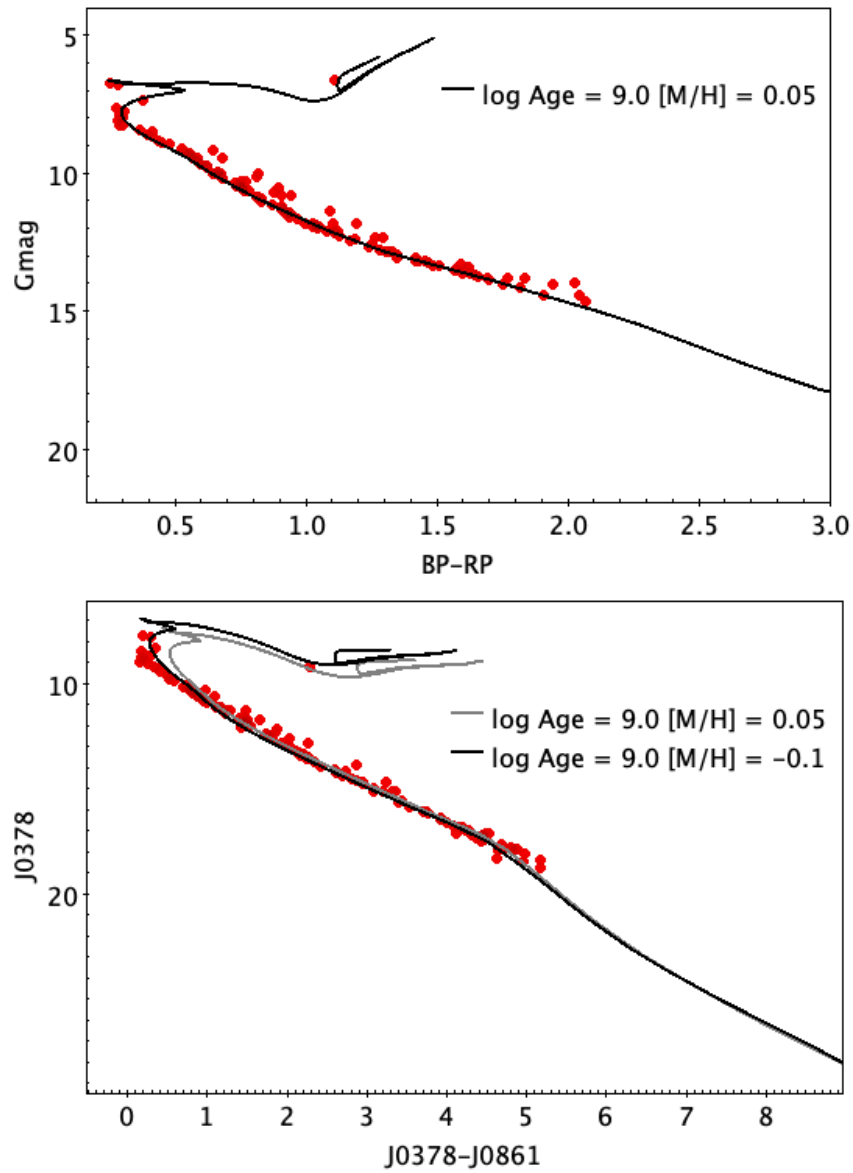 5
10
15
20
Gmag
log Age = 9.0 [M/H] = 0.05
0.5 1.0 1.5 2.0 2.5 3.0
BP−RP
10
20
J0378
log Age = 9.0 [M/H] = 0.05
log Age = 9.0 [M/H] = −0.1
0 1 2 3 4 5 6 7 8
J0378−J0861